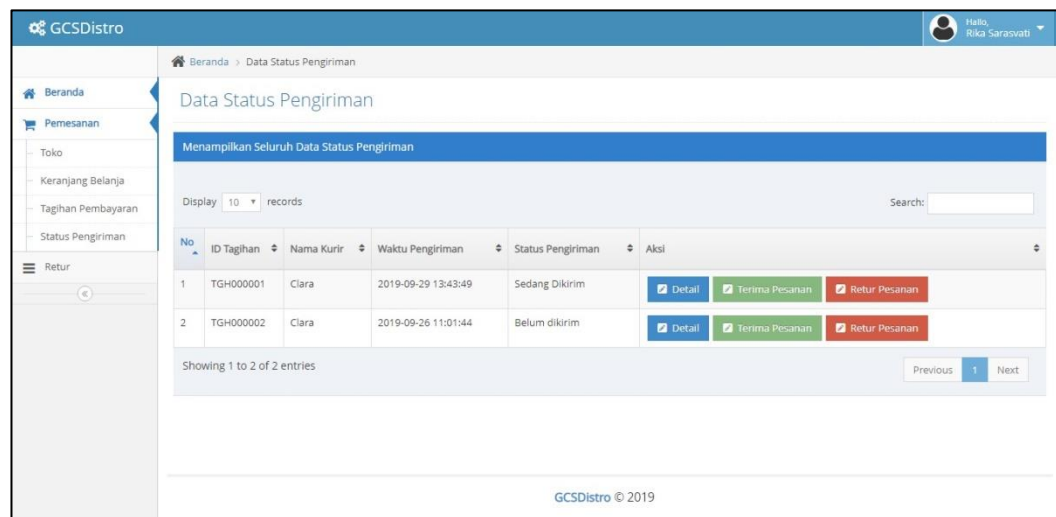 GCSDistro
Hallo,
Rika Sarasvati
Beranda > Data Status Pengiriman
Beranda
Pemesanan
Toko
Keranjang Belanja
Tagihan Pembayaran
Status Pengiriman
Retur
Data Status Pengiriman
Menampilkan Seluruh Data Status Pengiriman
Display 10 records Search:
No ID Tagihan Nama Kurir Waktu Pengiriman Status Pengiriman Aksi
1 TGH000001 Clara 2019-09-29 13:43:49 Sedang Dikirim Detail Terima Pesanan Retur Pesanan
2 TGH000002 Clara 2019-09-26 11:01:44 Belum dikirim Detail Terima Pesanan Retur Pesanan
Showing 1 to 2 of 2 entries Previous 1 Next
GCSDistro © 2019